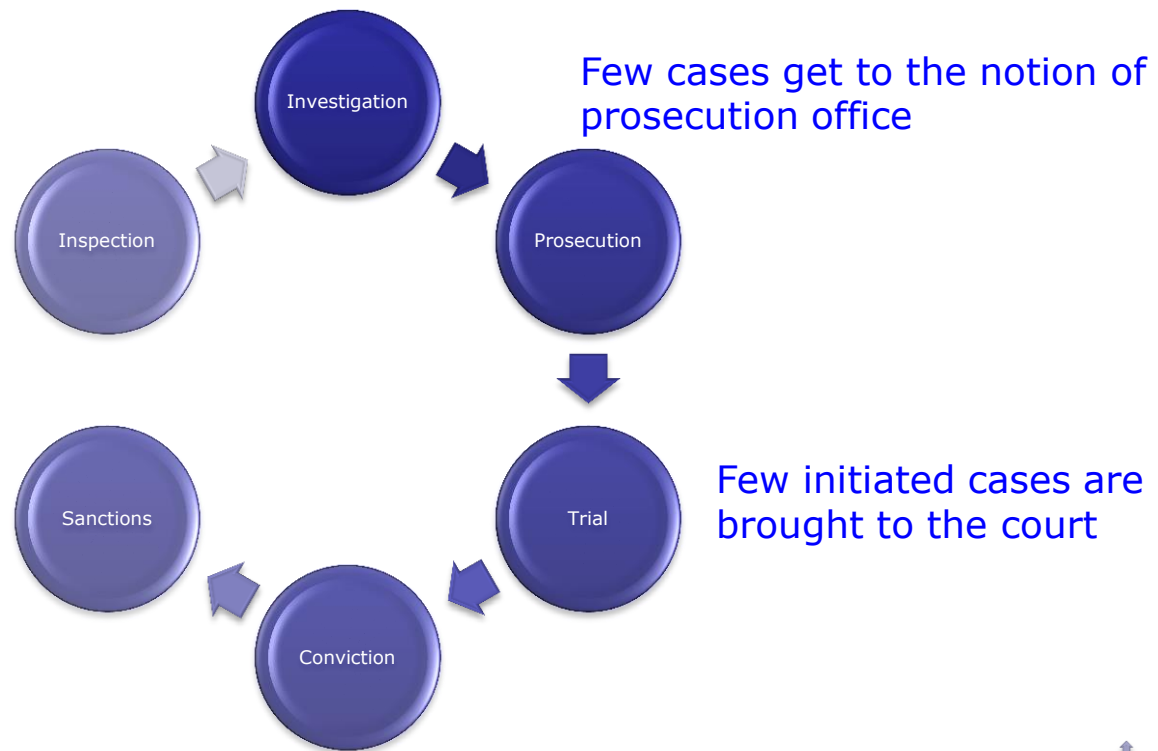 Few cases get to the notion of
prosecution office
Investigation
Inspection
Prosecution
Few initiated cases are
brought to the court
Sanctions
Trial
Conviction